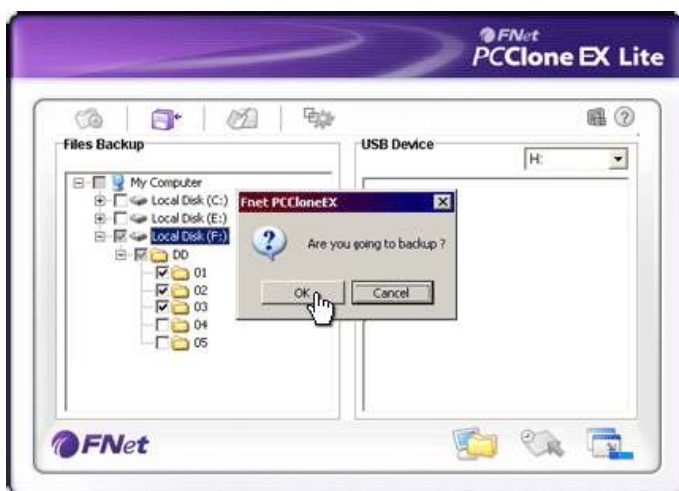 FNet
PCClone EX Lite
Files Backup
USB Device
H:
My Computer
Local Disk (C:)
Local Disk (E:)
Local Disk (F:)
DD
01
02
03
04
05
Fnet PCCloneEX
Are you going to backup ?
OK
Cancel
FNet